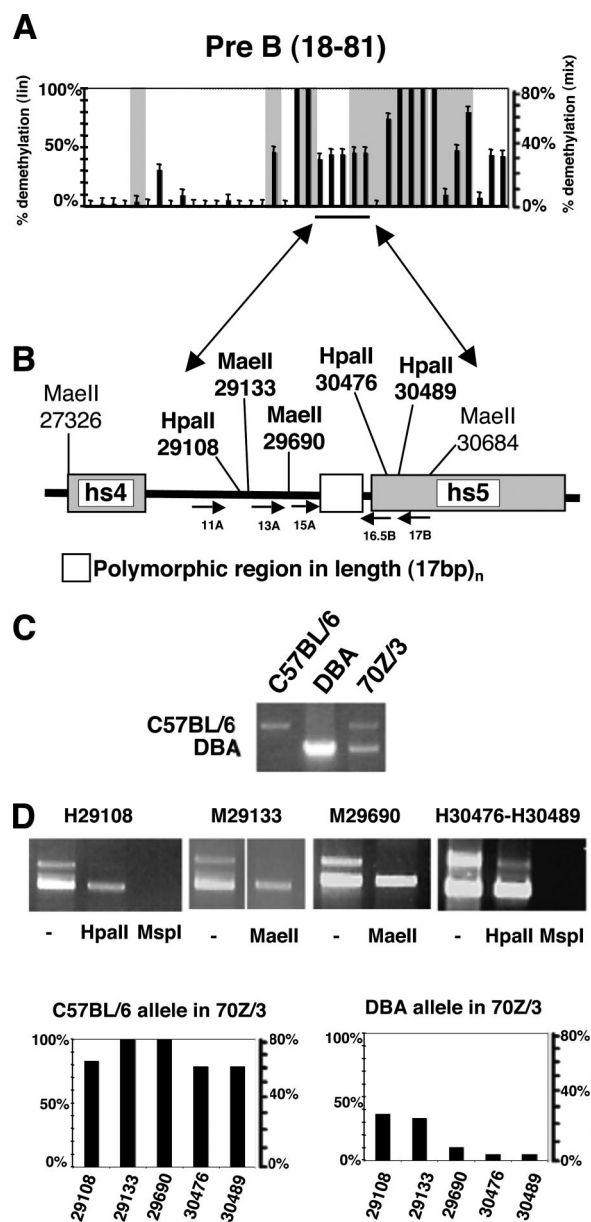 A
Pre B (18-81)
% demethylation (lin)
100%
50%
0%
80%
40%
0%
% demethylation (mix)
B
MaeII
27326
HpaII
29108
MaeII
29133
MaeII
29690
HpaII
30476
HpaII
30489
MaeII
30684
hs4
hs5
11A
13A
15A
16.5B
17B
Polymorphic region in length (17bp)n
C
C57BL/6
DBA
70Z/3
C57BL/6
DBA
D
H29108
M29133
M29690
H30476-H30489
- HpaII MspI
- MaeII
- MaeII
- HpaII MspI
C57BL/6 allele in 70Z/3
100%
50%
0%
80%
40%
0%
29108
29133
29690
30476
30489
DBA allele in 70Z/3
100%
50%
0%
80%
40%
0%
29108
29133
29690
30476
30489